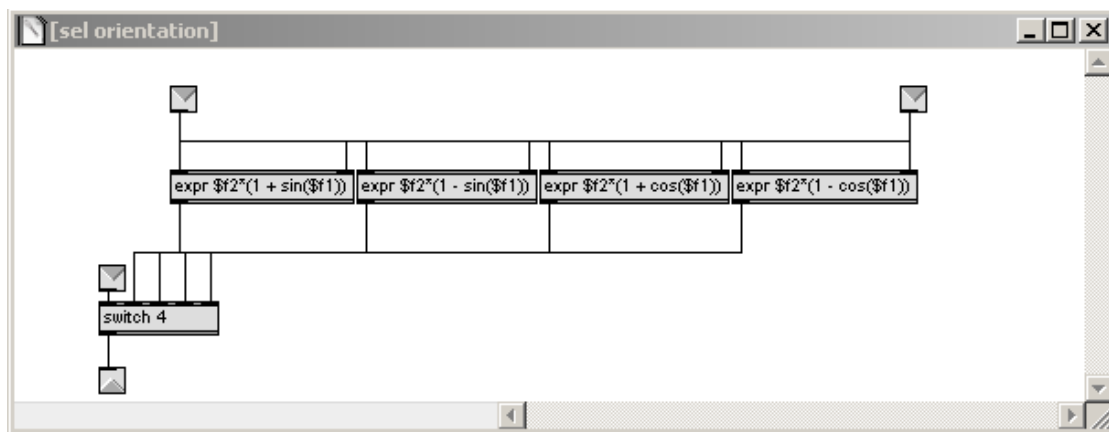 [sel orientation]
expr $f2*(1 + sin($f1)) expr $f2*(1 - sin($f1)) expr $f2*(1 + cos($f1)) expr $f2*(1 - cos($f1))
switch 4